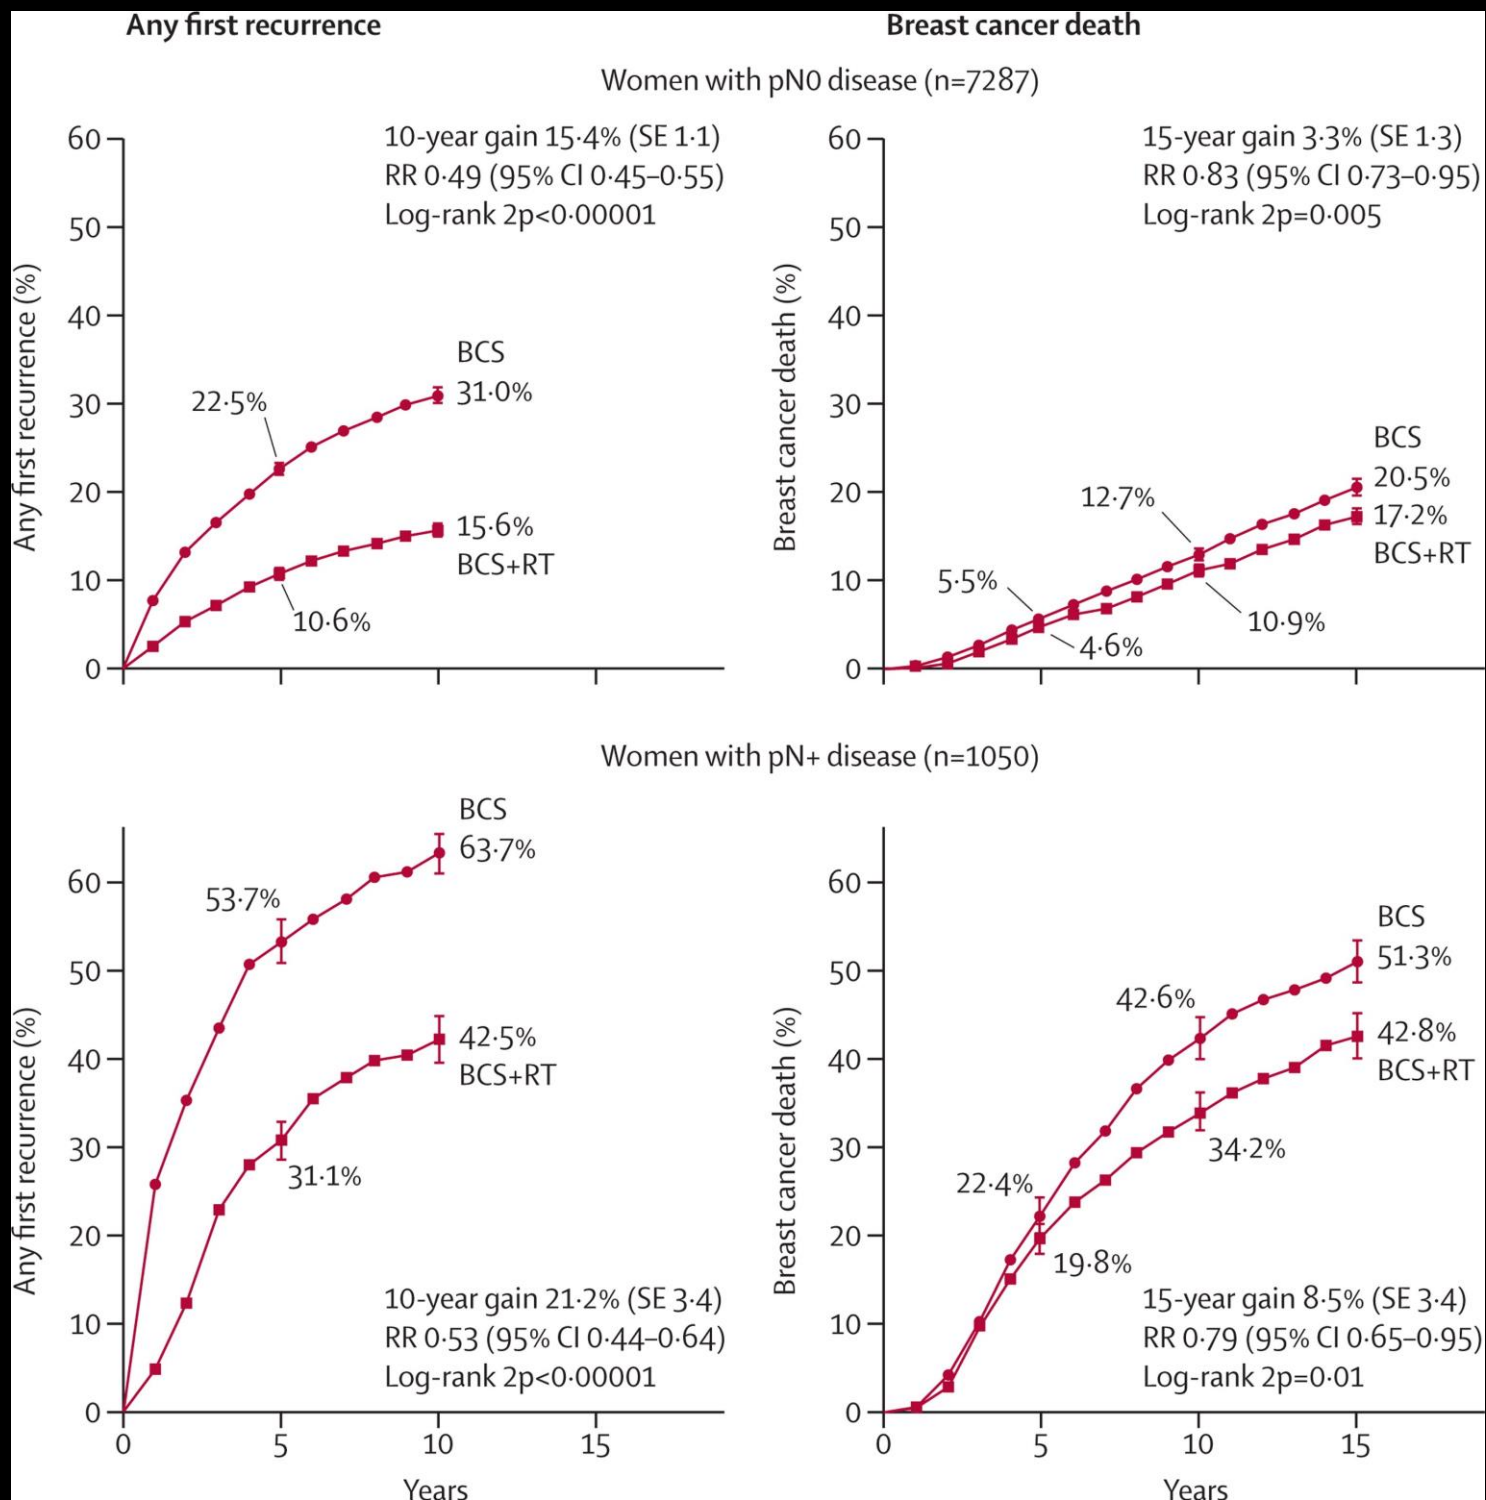 Any first recurrence
Breast cancer death
Women with pN0 disease (n=7287)
Any first recurrence (%)
60
50
40
30
20
10
0
10-year gain 15·4% (SE 1·1)
RR 0·49 (95% CI 0·45–0·55)
Log-rank 2p<0·00001
BCS
31·0%
22·5%
15·6%
BCS+RT
10·6%
Breast cancer death (%)
60
50
40
30
20
10
0
15-year gain 3·3% (SE 1·3)
RR 0·83 (95% CI 0·73–0·95)
Log-rank 2p=0·005
BCS
20·5%
17·2%
BCS+RT
12·7%
5·5%
10·9%
4·6%
Women with pN+ disease (n=1050)
Any first recurrence (%)
60
50
40
30
20
10
0
BCS
63·7%
53·7%
42·5%
BCS+RT
31·1%
10-year gain 21·2% (SE 3·4)
RR 0·53 (95% CI 0·44–0·64)
Log-rank 2p<0·00001
0
5
10
15
Years
Breast cancer death (%)
60
50
40
30
20
10
0
BCS
51·3%
42·6%
42·8%
BCS+RT
34·2%
22·4%
19·8%
15-year gain 8·5% (SE 3·4)
RR 0·79 (95% CI 0·65–0·95)
Log-rank 2p=0·01
0
5
10
15
Years